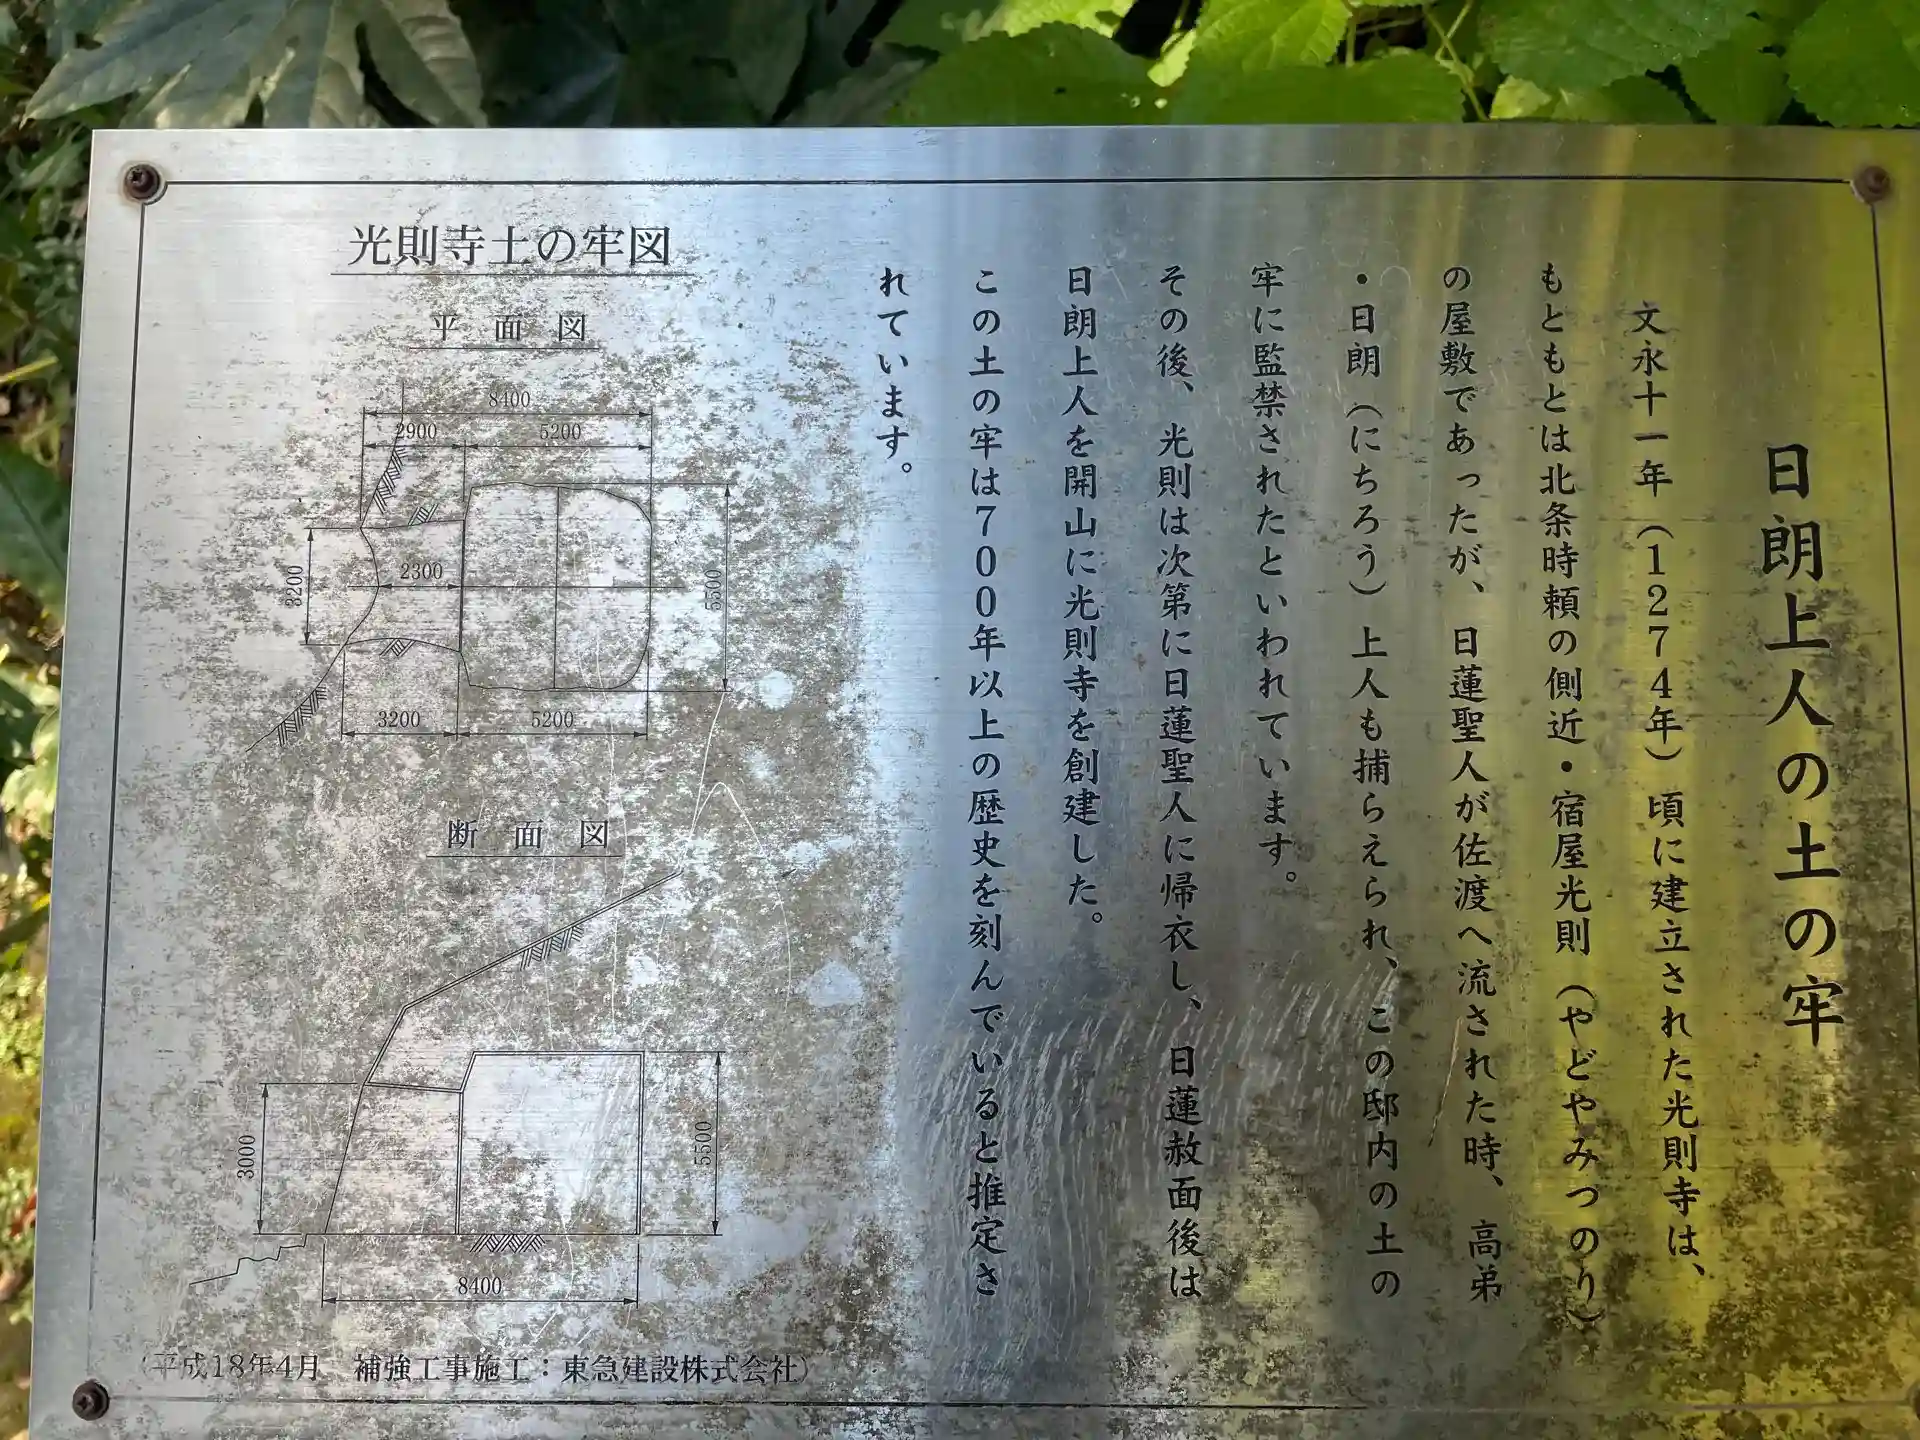 日朗上人の土の牢
文永十一年（1274年）頃に建立された光則寺は、
もともとは北条時頼の側近・宿屋光則（やどやみつのり）
の屋敷であったが、日蓮聖人が佐渡へ流された時、高弟
・日朗（にちろう）上人も捕らえられ、この邸内の土の
牢に監禁されたといわれています。
その後、光則は次第に日蓮聖人に帰依し、日蓮赦面後は
日朗上人を開山に光則寺を創建した。
この土の牢は700年以上の歴史を刻んでいると推定さ
れています。
光則寺土の牢図
平面図
8400
2900
5200
3200
2300
5500
3200
5200
断面図
3000
5500
8400
（平成18年4月　補強工事施工：東急建設株式会社）